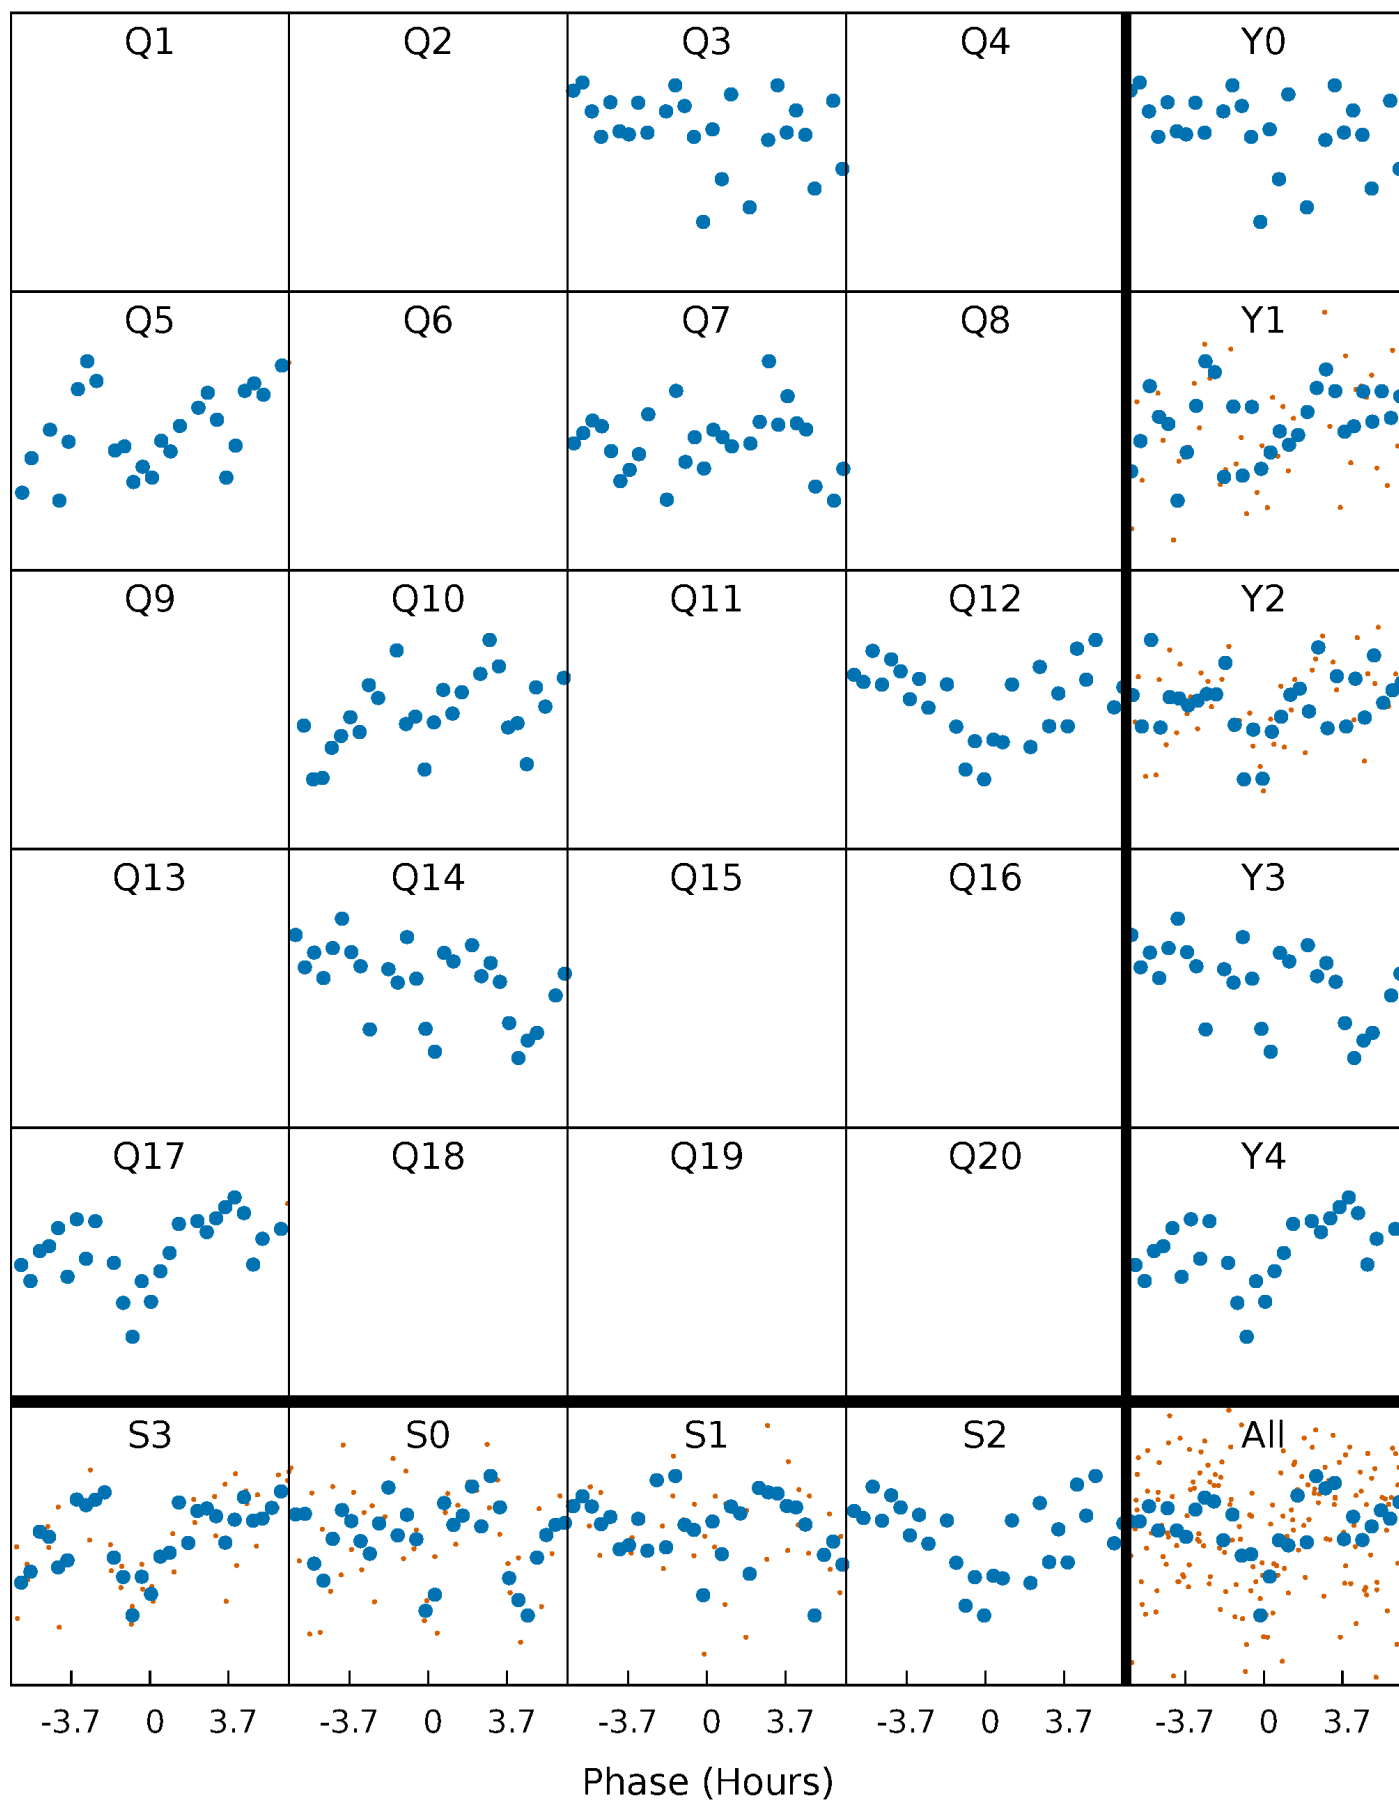 Q1 Q2 Q3 Q4 Y0
Q5 Q6 Q7 Q8 Y1
Q9 Q10 Q11 Q12 Y2
Q13 Q14 Q15 Q16 Y3
Q17 Q18 Q19 Q20 Y4
S3 S0 S1 S2 All
-3.7 0 3.7 -3.7 0 3.7 -3.7 0 3.7 -3.7 0 3.7 -3.7 0 3.7
Phase (Hours)